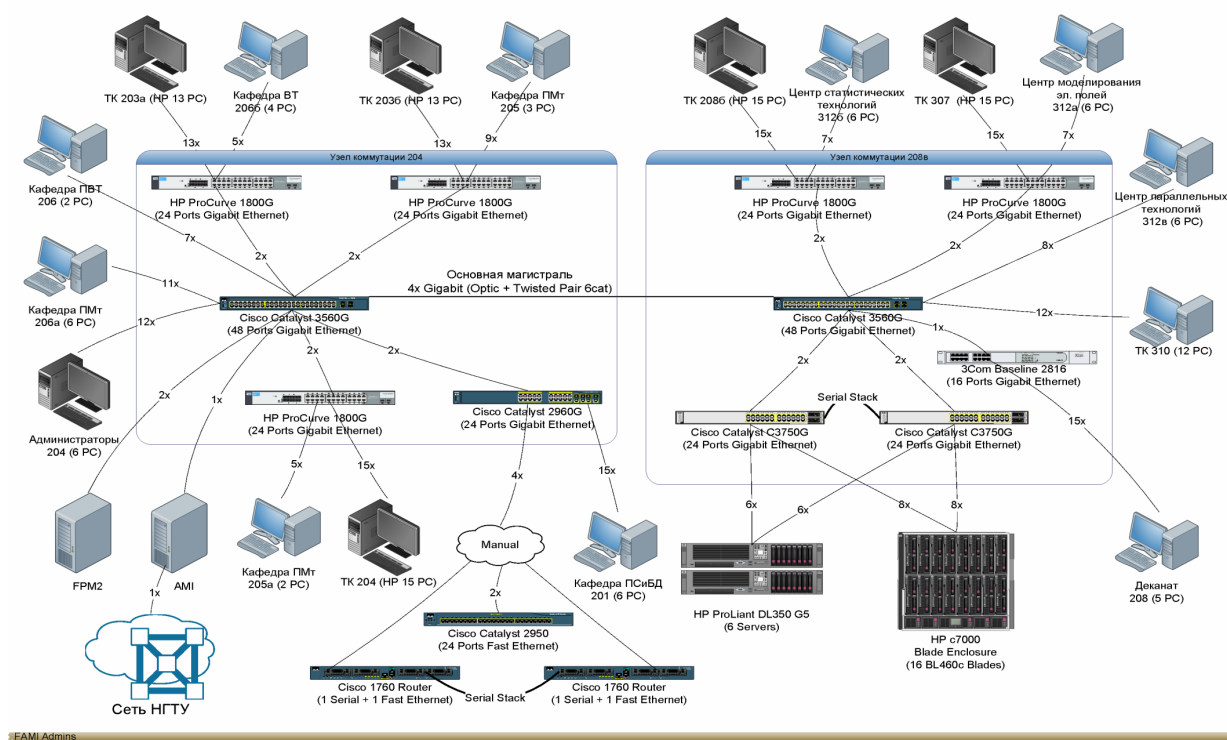 ТК 203а (HP 13 PC)
Кафедра ВТ
206б (4 PC)
ТК 203б (HP 13 PC)
Кафедра ПМт
205 (3 PC)
ТК 208б (HP 15 PC)
Центр статистических
технологий
312б (6 PC)
ТК 307 (HP 15 PC)
Центр моделирования
эл. полей
312а (6 PC)
13x
5x
13x
9x
15x
7x
15x
7x
Узел коммутации 204
Узел коммутации 208в
Кафедра ПВТ
206 (2 PC)
HP ProCurve 1800G
(24 Ports Gigabit Ethernet)
HP ProCurve 1800G
(24 Ports Gigabit Ethernet)
HP ProCurve 1800G
(24 Ports Gigabit Ethernet)
HP ProCurve 1800G
(24 Ports Gigabit Ethernet)
Центр параллельных
технологий
312в (6 PC)
7x
2x
2x
2x
2x
8x
Кафедра ПМт
206а (6 PC)
11x
Основная магистраль
4x Gigabit (Optic + Twisted Pair 6cat)
Cisco Catalyst 3560G
(48 Ports Gigabit Ethernet)
Cisco Catalyst 3560G
(48 Ports Gigabit Ethernet)
12x
12x
ТК 310 (12 PC)
1x
Администраторы
204 (6 PC)
2x
1x
2x
2x
HP ProCurve 1800G
(24 Ports Gigabit Ethernet)
Cisco Catalyst 2960G
(24 Ports Gigabit Ethernet)
2x
2x
3Com Baseline 2816
(16 Ports Gigabit Ethernet)
Serial Stack
Cisco Catalyst C3750G
(24 Ports Gigabit Ethernet)
Cisco Catalyst C3750G
(24 Ports Gigabit Ethernet)
15x
5x
15x
4x
15x
6x
6x
8x
8x
FPM2
AMI
Кафедра ПМт
205а (2 PC)
ТК 204 (HP 15 PC)
Manual
Кафедра ПСиБД
201 (6 PC)
HP ProLiant DL350 G5
(6 Servers)
HP c7000
Blade Enclosure
(16 BL460c Blades)
Деканат
208 (5 PC)
1x
2x
Cisco Catalyst 2950
(24 Ports Fast Ethernet)
Сеть НГТУ
Cisco 1760 Router
(1 Serial + 1 Fast Ethernet)
Serial Stack
Cisco 1760 Router
(1 Serial + 1 Fast Ethernet)
FAMI Admins